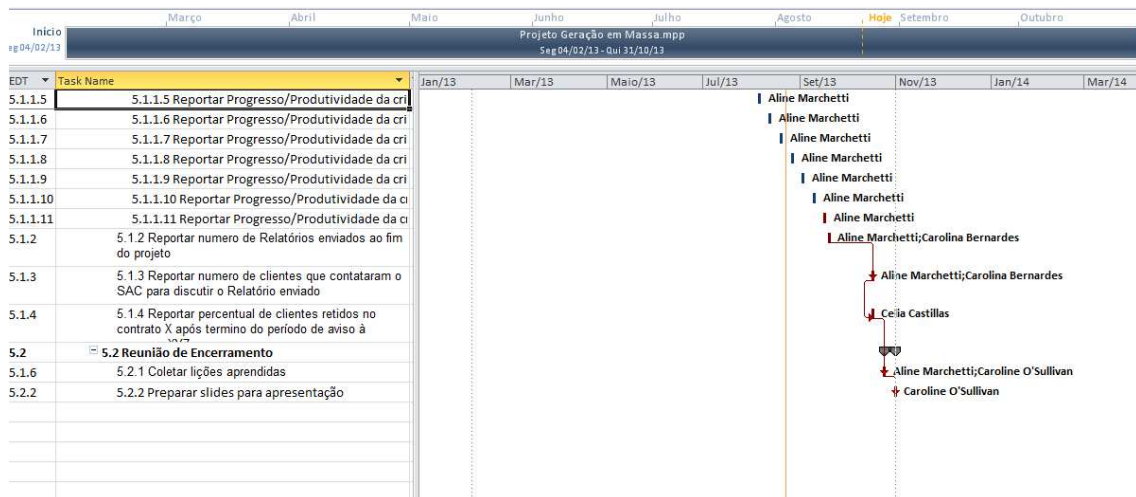 Março Abril Maio Junho Julho Agosto Hoje Setembro Outubro
Início
eg 04/02/13
Projeto Geração em Massa.mpp
Seg 04/02/13 - Qui 31/10/13
EDT Task Name Jan/13 Mar/13 Maio/13 Jul/13 Set/13 Nov/13 Jan/14 Mar/14
5.1.1.5 5.1.1.5 Reportar Progresso/Produtividade da cri Aline Marchetti
5.1.1.6 5.1.1.6 Reportar Progresso/Produtividade da cri Aline Marchetti
5.1.1.7 5.1.1.7 Reportar Progresso/Produtividade da cri Aline Marchetti
5.1.1.8 5.1.1.8 Reportar Progresso/Produtividade da cri Aline Marchetti
5.1.1.9 5.1.1.9 Reportar Progresso/Produtividade da cri Aline Marchetti
5.1.1.10 5.1.1.10 Reportar Progresso/Produtividade da c Aline Marchetti
5.1.1.11 5.1.1.11 Reportar Progresso/Produtividade da c Aline Marchetti
5.1.2 5.1.2 Reportar numero de Relatórios enviados ao fim Aline Marchetti;Carolina Bernardes
do projeto
5.1.3 5.1.3 Reportar numero de clientes que contataram o Aline Marchetti;Carolina Bernardes
SAC para discutir o Relatório enviado
5.1.4 5.1.4 Reportar percentual de clientes retidos no Celia Castillas
contrato X após termino do período de aviso à
5.2 5.2 Reunião de Encerramento
5.1.6 5.2.1 Coletar lições aprendidas Aline Marchetti;Caroline O'Sullivan
5.2.2 5.2.2 Preparar slides para apresentação Caroline O'Sullivan